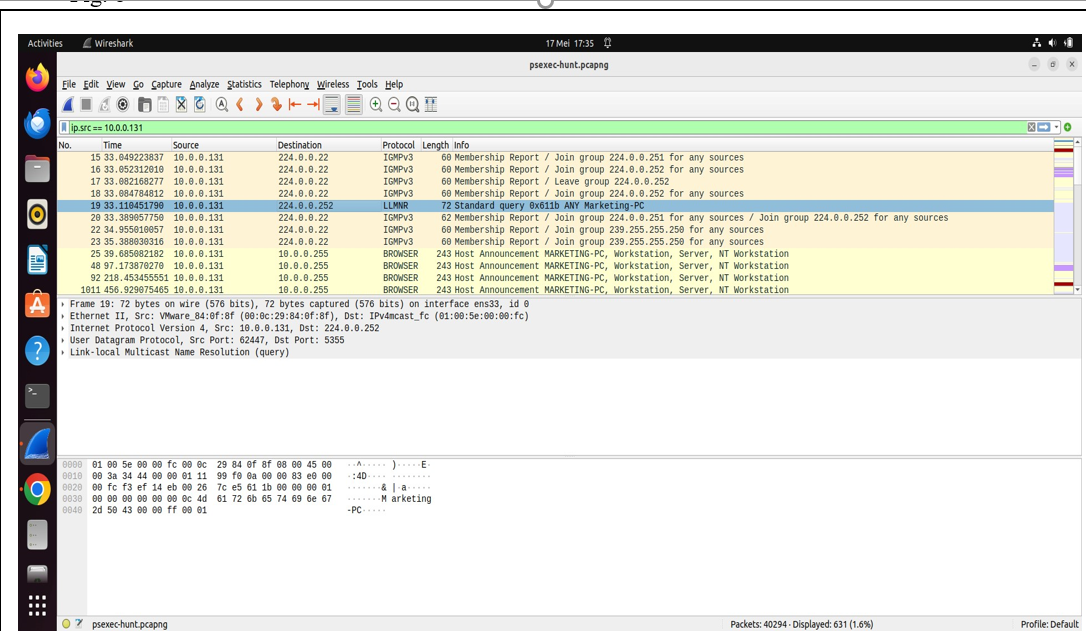 Activities Wireshark 17 Mei 17:35
psexec-hunt.pcapng
File Edit View Go Capture Analyze Statistics Telephony Wireless Tools Help
ip.src == 10.0.0.131
No. Time Source Destination Protocol Length Info
15 33.049223837 10.0.0.131 224.0.0.22 IGMPv3 60 Membership Report / Join group 224.0.0.251 for any sources
16 33.052312010 10.0.0.131 224.0.0.22 IGMPv3 60 Membership Report / Join group 224.0.0.252 for any sources
17 33.082168277 10.0.0.131 224.0.0.22 IGMPv3 60 Membership Report / Leave group 224.0.0.252
18 33.084784812 10.0.0.131 224.0.0.22 IGMPv3 60 Membership Report / Join group 224.0.0.252 for any sources
19 33.110451790 10.0.0.131 224.0.0.252 LLMNR 72 Standard query 0x611b ANY Marketing-PC
20 33.389057750 10.0.0.131 224.0.0.22 IGMPv3 62 Membership Report / Join group 224.0.0.251 for any sources / Join group 224.0.0.252 for any sources
22 34.955010057 10.0.0.131 224.0.0.22 IGMPv3 60 Membership Report / Join group 239.255.255.250 for any sources
23 35.388030316 10.0.0.131 224.0.0.22 IGMPv3 60 Membership Report / Join group 239.255.255.250 for any sources
25 39.685082182 10.0.0.131 10.0.0.255 BROWSER 243 Host Announcement MARKETING-PC, Workstation, Server, NT Workstation
48 97.173870270 10.0.0.131 10.0.0.255 BROWSER 243 Host Announcement MARKETING-PC, Workstation, Server, NT Workstation
92 218.453455551 10.0.0.131 10.0.0.255 BROWSER 243 Host Announcement MARKETING-PC, Workstation, Server, NT Workstation
1011 456.929075465 10.0.0.131 10.0.0.255 BROWSER 243 Host Announcement MARKETING-PC, Workstation, Server, NT Workstation
Frame 19: 72 bytes on wire (576 bits), 72 bytes captured (576 bits) on interface ens33, id 0
Ethernet II, Src: VMware_84:0f:8f (00:0c:29:84:0f:8f), Dst: IPv4mcast_fc (01:00:5e:00:00:fc)
Internet Protocol Version 4, Src: 10.0.0.131, Dst: 224.0.0.252
User Datagram Protocol, Src Port: 62447, Dst Port: 5355
Link-local Multicast Name Resolution (query)
0000 01 00 5e 00 00 fc 00 0c 29 84 0f 8f 08 00 45 00 ··^····· )·····E·
0010 00 3a 34 44 00 00 01 11 99 f0 0a 00 00 83 e0 00 ·:4D···· ········
0020 00 fc f3 ef 14 eb 00 26 7c e5 61 1b 00 00 00 01 ·······& |·a·····
0030 00 00 00 00 00 00 0c 4d 61 72 6b 65 74 69 6e 67 ·······M arketing
0040 2d 50 43 00 00 ff 00 01 -PC·····
psexec-hunt.pcapng Packets: 40294 · Displayed: 631 (1.6%) Profile: Default